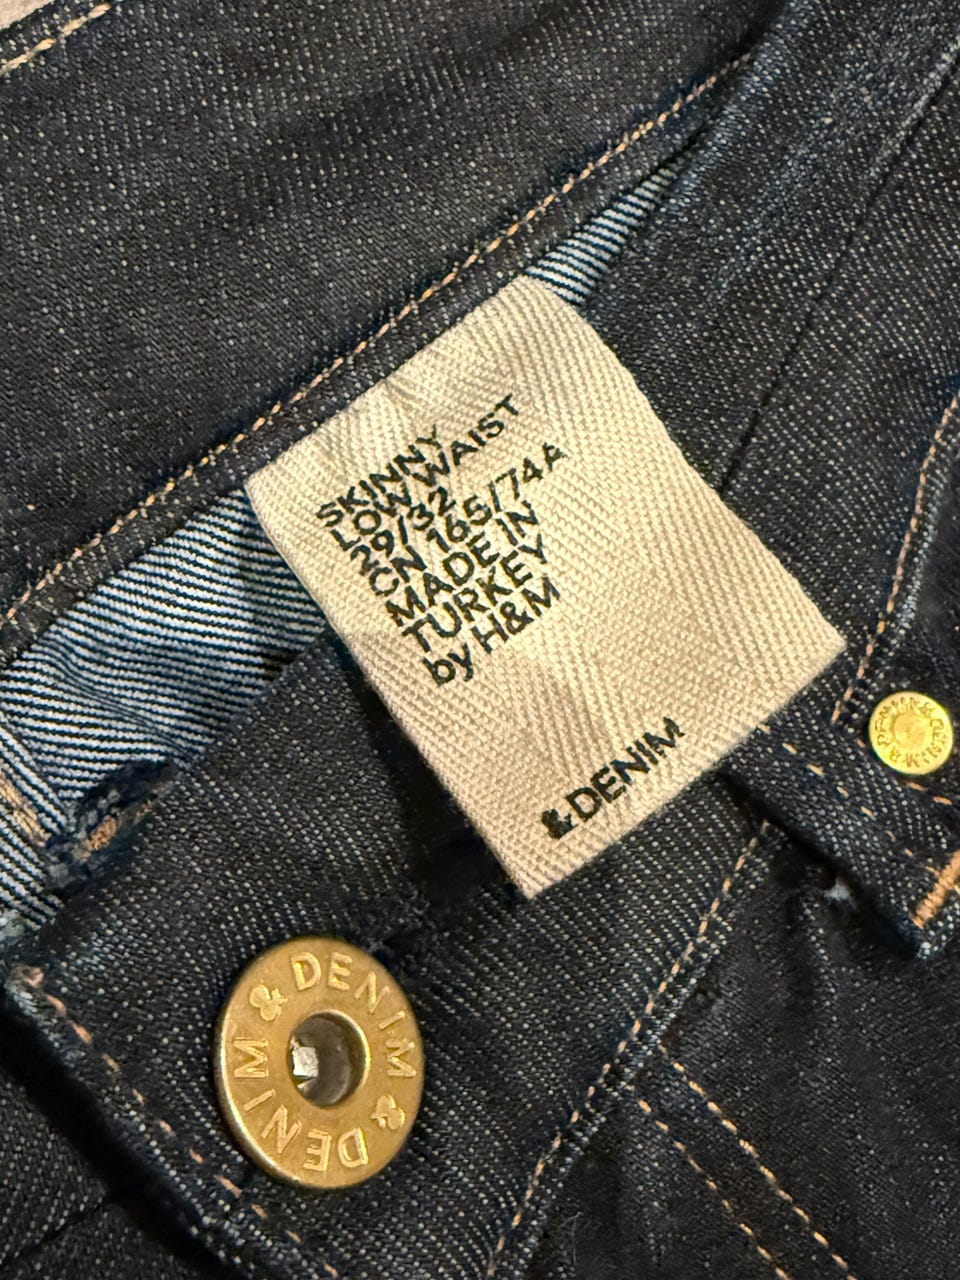 SKINNY
LOW WAIST
29/32
CN 165/74A
MADE IN
TURKEY
by H&M
&DENIM
& DENIM & DENIM